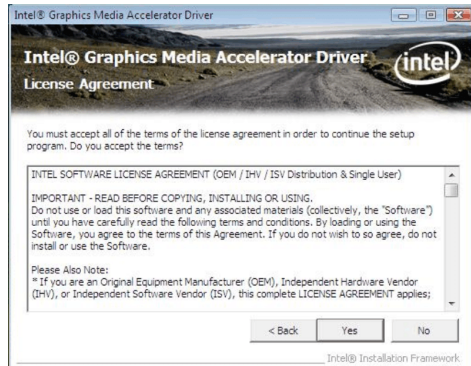 Intel® Graphics Media Accelerator Driver
Intel® Graphics Media Accelerator Driver
intel
License Agreement
You must accept all of the terms of the license agreement in order to continue the setup
program. Do you accept the terms?
INTEL SOFTWARE LICENSE AGREEMENT (OEM / IHV / ISV Distribution & Single User)
IMPORTANT - READ BEFORE COPYING, INSTALLING OR USING.
Do not use or load this software and any associated materials (collectively, the "Software")
until you have carefully read the following terms and conditions. By loading or using the
Software, you agree to the terms of this Agreement. If you do not wish to so agree, do not
install or use the Software.
Please Also Note:
* If you are an Original Equipment Manufacturer (OEM), Independent Hardware Vendor
(IHV), or Independent Software Vendor (ISV), this complete LICENSE AGREEMENT applies;
< Back Yes No
Intel® Installation Framework